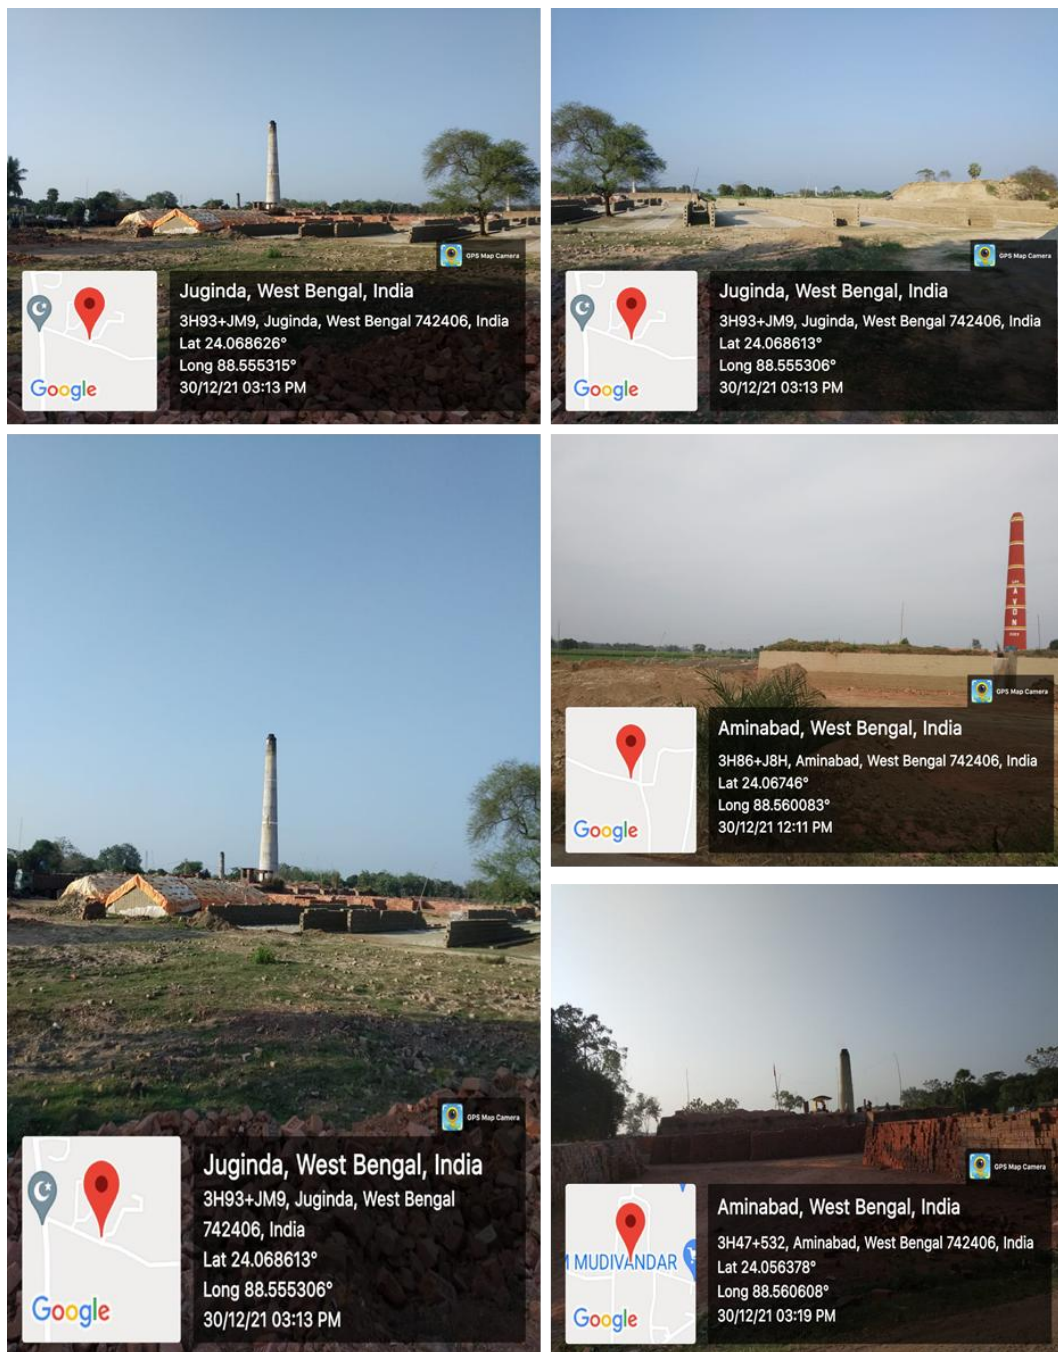 GPS Map Camera
Juginda, West Bengal, India
3H93+JM9, Juginda, West Bengal 742406, India
Lat 24.068626°
Long 88.555315°
30/12/21 03:13 PM
Google
GPS Map Camera
Juginda, West Bengal, India
3H93+JM9, Juginda, West Bengal 742406, India
Lat 24.068613°
Long 88.555306°
30/12/21 03:13 PM
Google
GPS Map Camera
Juginda, West Bengal, India
3H93+JM9, Juginda, West Bengal
742406, India
Lat 24.068613°
Long 88.555306°
30/12/21 03:13 PM
Google
AVON
GPS Map Camera
Aminabad, West Bengal, India
3H86+J8H, Aminabad, West Bengal 742406, India
Lat 24.06746°
Long 88.560083°
30/12/21 12:11 PM
Google
GPS Map Camera
Aminabad, West Bengal, India
3H47+532, Aminabad, West Bengal 742406, India
Lat 24.056378°
Long 88.560608°
30/12/21 03:19 PM
MUDIVANDAR
Google